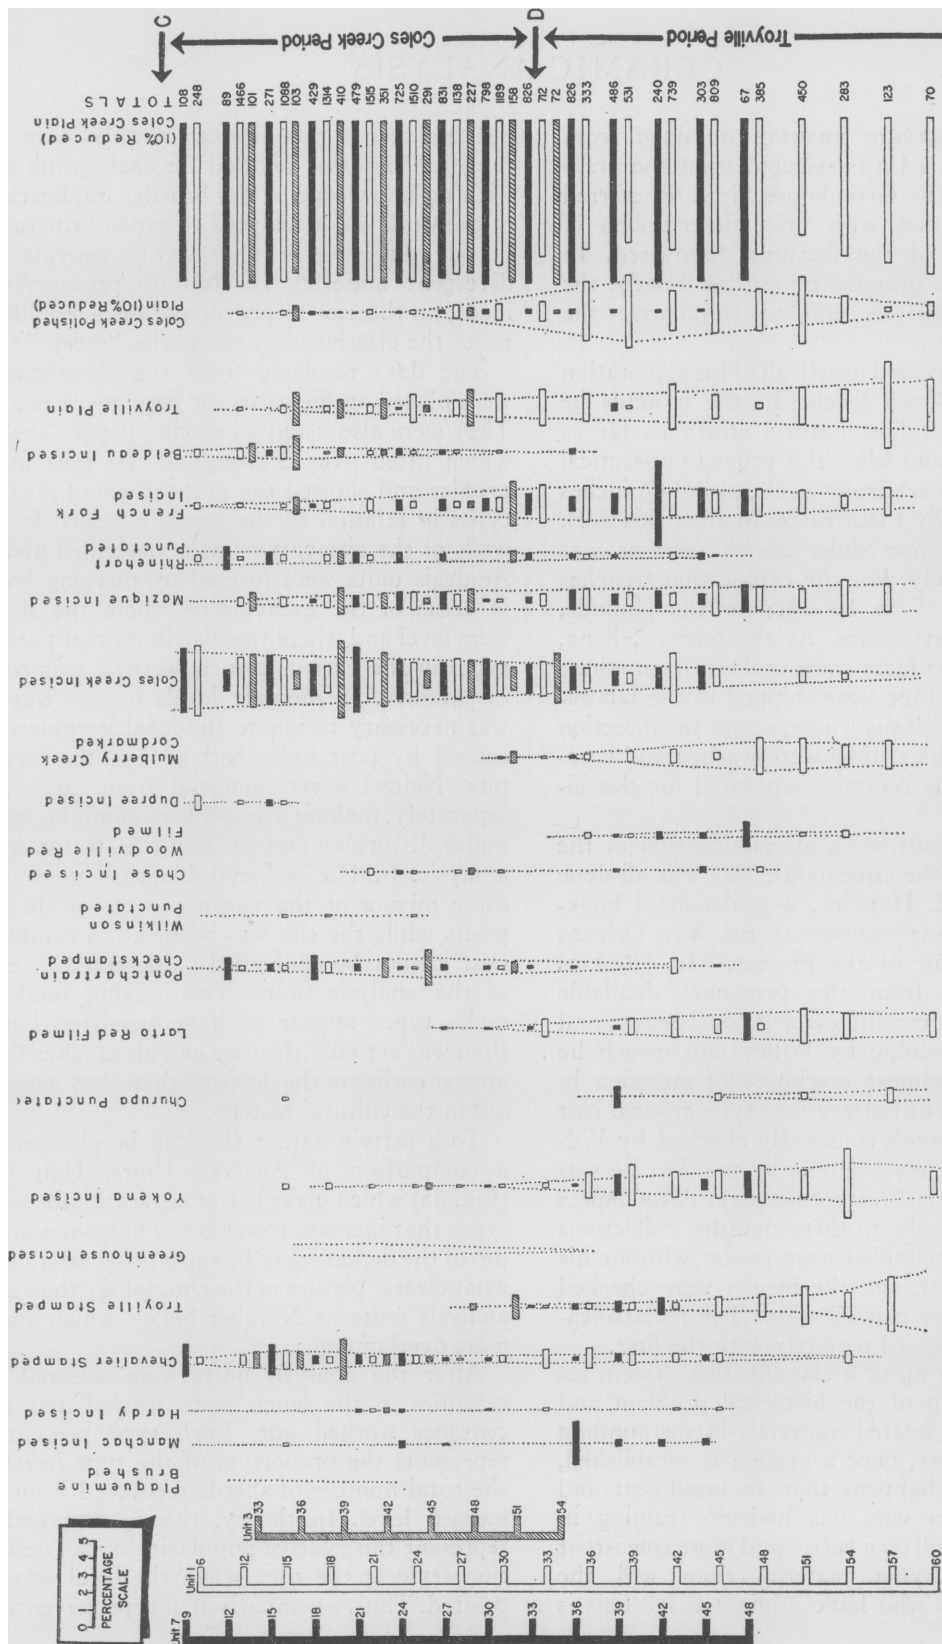 C
Coles Creek Period
D
Troyville Period
TOTALS
108
248
89
1466
101
271
1088
103
429
1314
410
479
1515
351
725
1510
291
831
1138
227
798
1189
158
826
712
72
826
333
486
531
240
739
303
809
67
385
450
283
123
70
Coles Creek Plain
(10% Reduced)
Coles Creek Polished
Plain (10% Reduced)
Troyville Plain
Beldeau Incised
French Fork
Incised
Rhinehart
Punctated
Mazique Incised
Coles Creek Incised
Mulberry Creek
Cordmarked
Dupree Incised
Woodville Red
Filmed
Chase Incised
Wilkinson
Punctated
Pontchartrain
Checkstamped
Larto Red Filmed
Churupa Punctated
Yokena Incised
Greenhouse Incised
Troyville Stamped
Chevalier Stamped
Hardy Incised
Manchac Incised
Plaquemine
Brushed
0 1 2 3 4 5
PERCENTAGE
SCALE
Unit 3
33
36
39
42
45
48
51
54
Unit 1
6
12
15
18
21
24
27
30
33
36
39
42
45
48
51
54
57
60
Unit 7
9
12
15
18
21
24
27
30
33
36
39
42
45
48